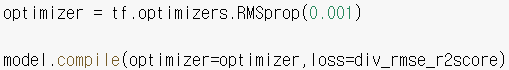 optimizer = tf.optimizers.RMSprop(0.001)
model.compile(optimizer=optimizer,loss=div_rmse_r2score)